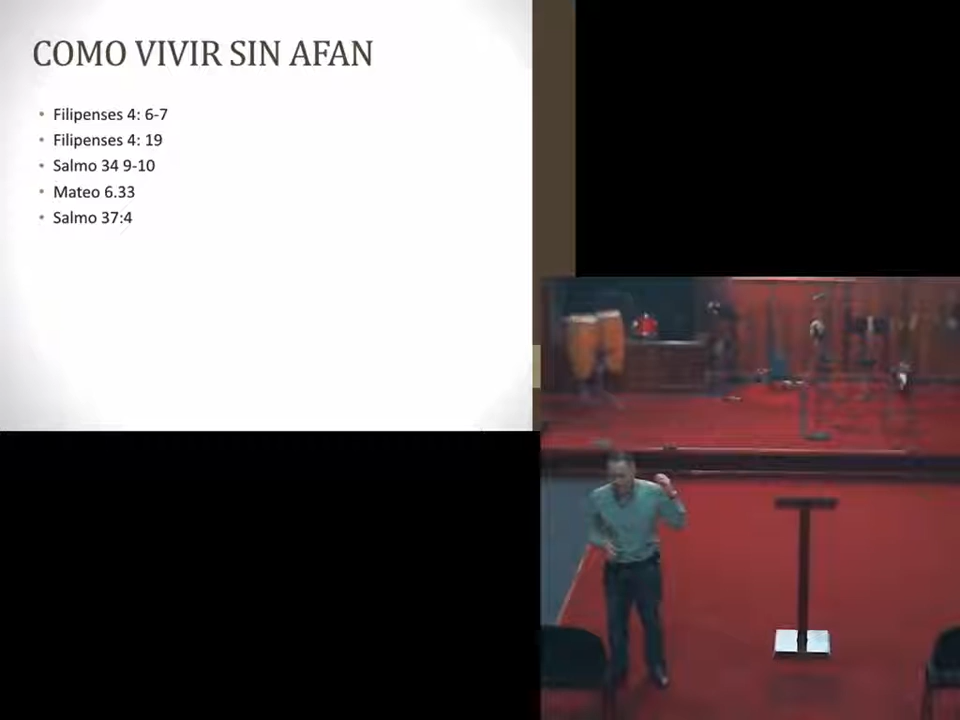 COMO VIVIR SIN AFAN
• Filipenses 4: 6-7
• Filipenses 4: 19
• Salmo 34 9-10
• Mateo 6.33
• Salmo 37:4